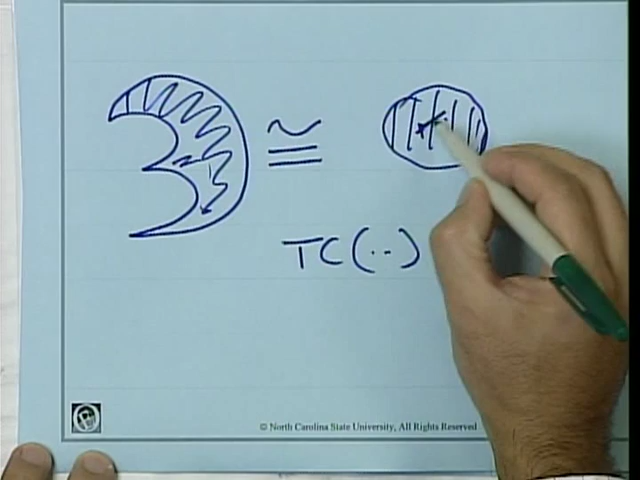 ≅
TC(..)
© North Carolina State University, All Rights Reserved